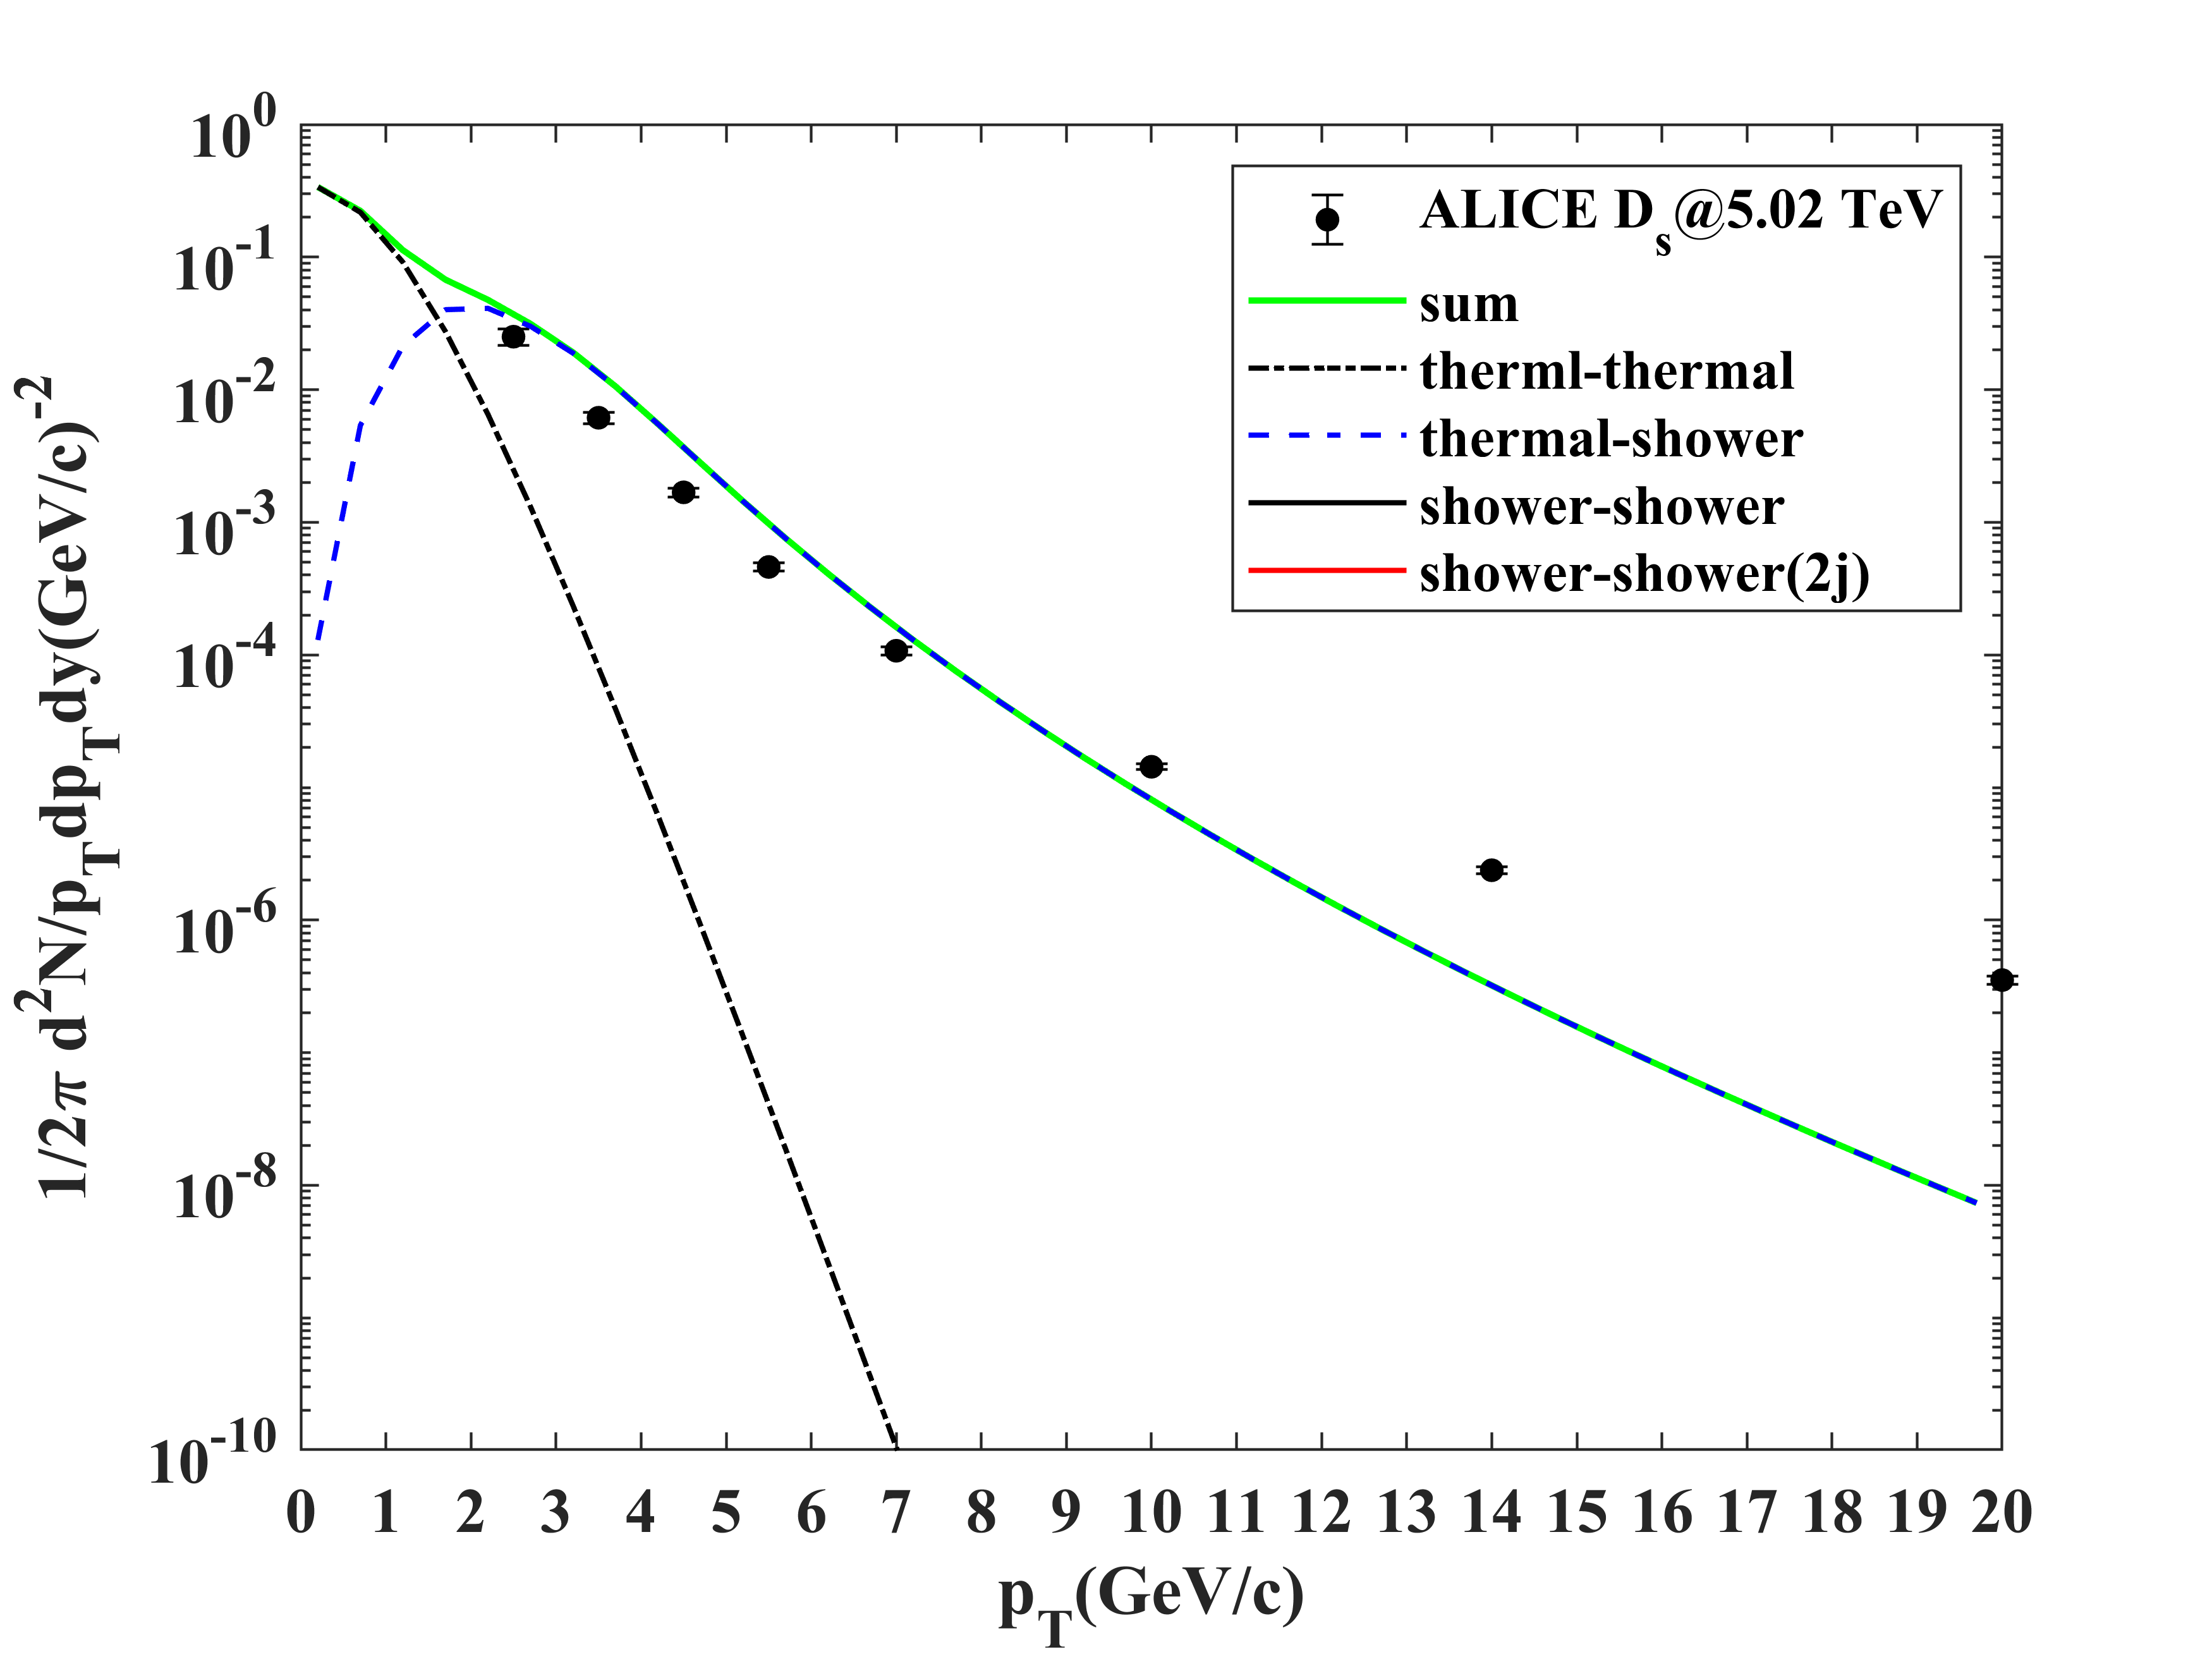 10^0
10^-1
10^-2
10^-3
10^-4
10^-6
10^-8
10^-10
1/2π d^2N/p_Tdp_Tdy(GeV/c)^-2
ALICE D_s@5.02 TeV
sum
therml-thermal
thermal-shower
shower-shower
shower-shower(2j)
0 1 2 3 4 5 6 7 8 9 10 11 12 13 14 15 16 17 18 19 20
p_T(GeV/c)